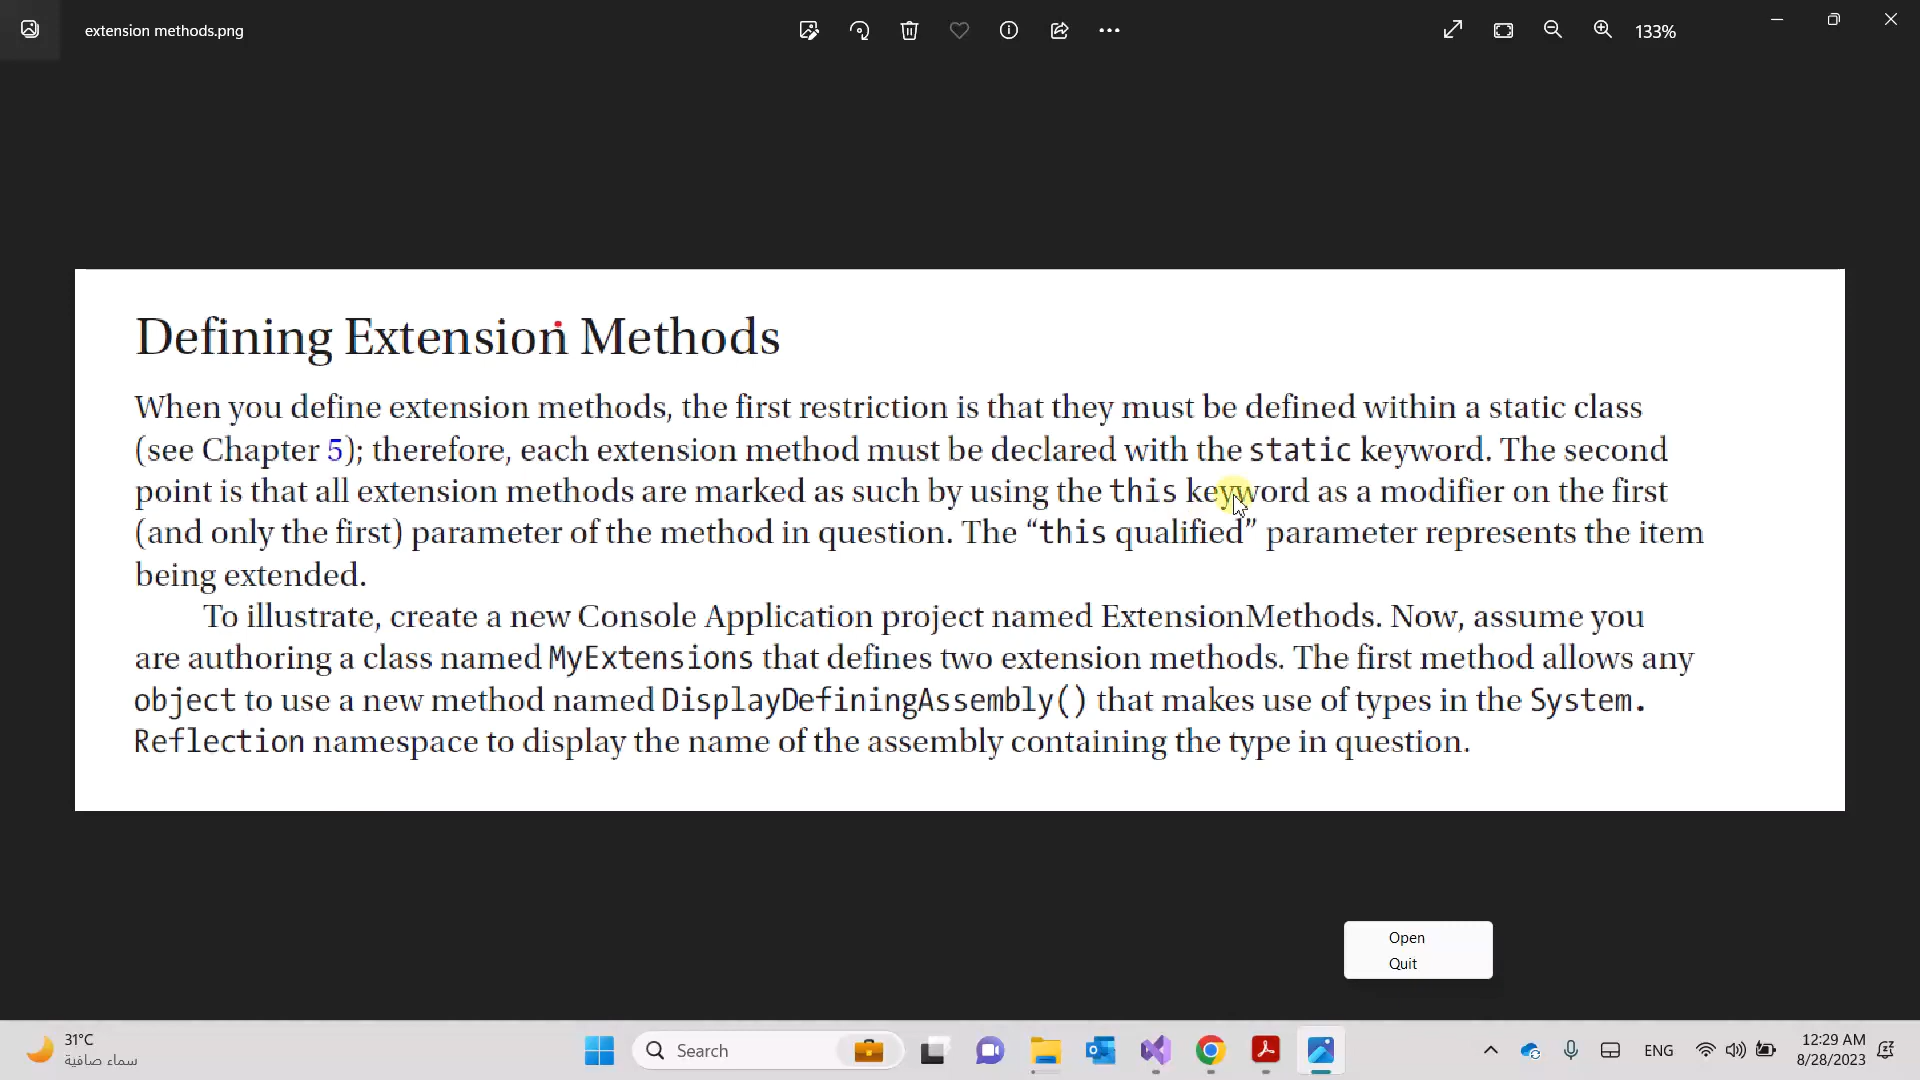 extension methods.png
133%
Defining Extension Methods
When you define extension methods, the first restriction is that they must be defined within a static class
(see Chapter 5); therefore, each extension method must be declared with the static keyword. The second
point is that all extension methods are marked as such by using the this keyword as a modifier on the first
(and only the first) parameter of the method in question. The “this qualified” parameter represents the item
being extended.
To illustrate, create a new Console Application project named ExtensionMethods. Now, assume you
are authoring a class named MyExtensions that defines two extension methods. The first method allows any
object to use a new method named DisplayDefiningAssembly() that makes use of types in the System.
Reflection namespace to display the name of the assembly containing the type in question.
Open
Quit
31°C
سماء صافية
Search
ENG
12:29 AM
8/28/2023